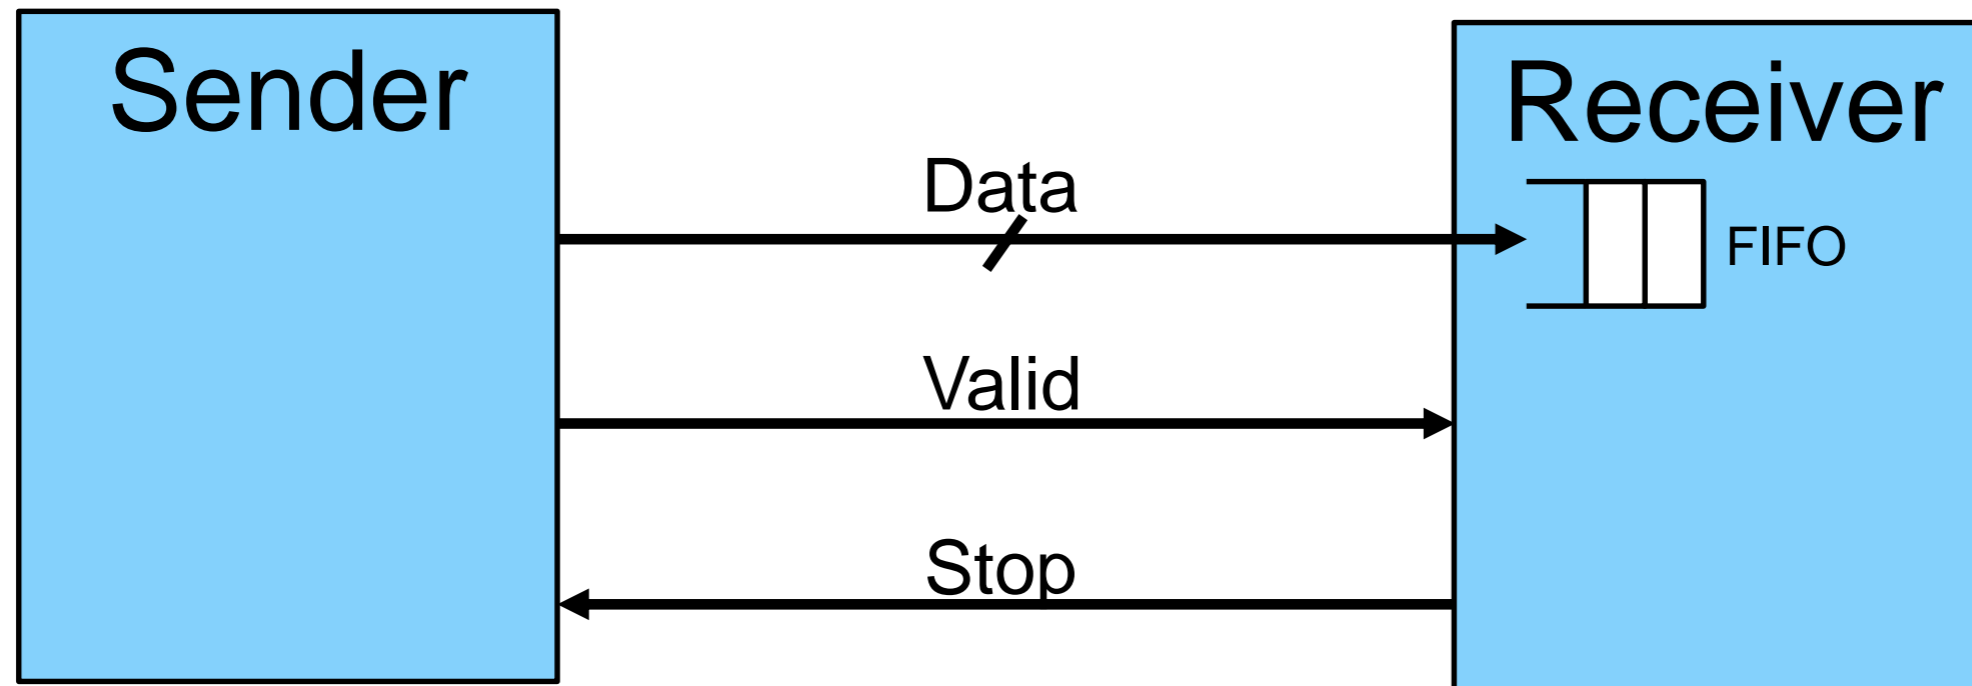 Sender
Receiver
Data
FIFO
Valid
Stop